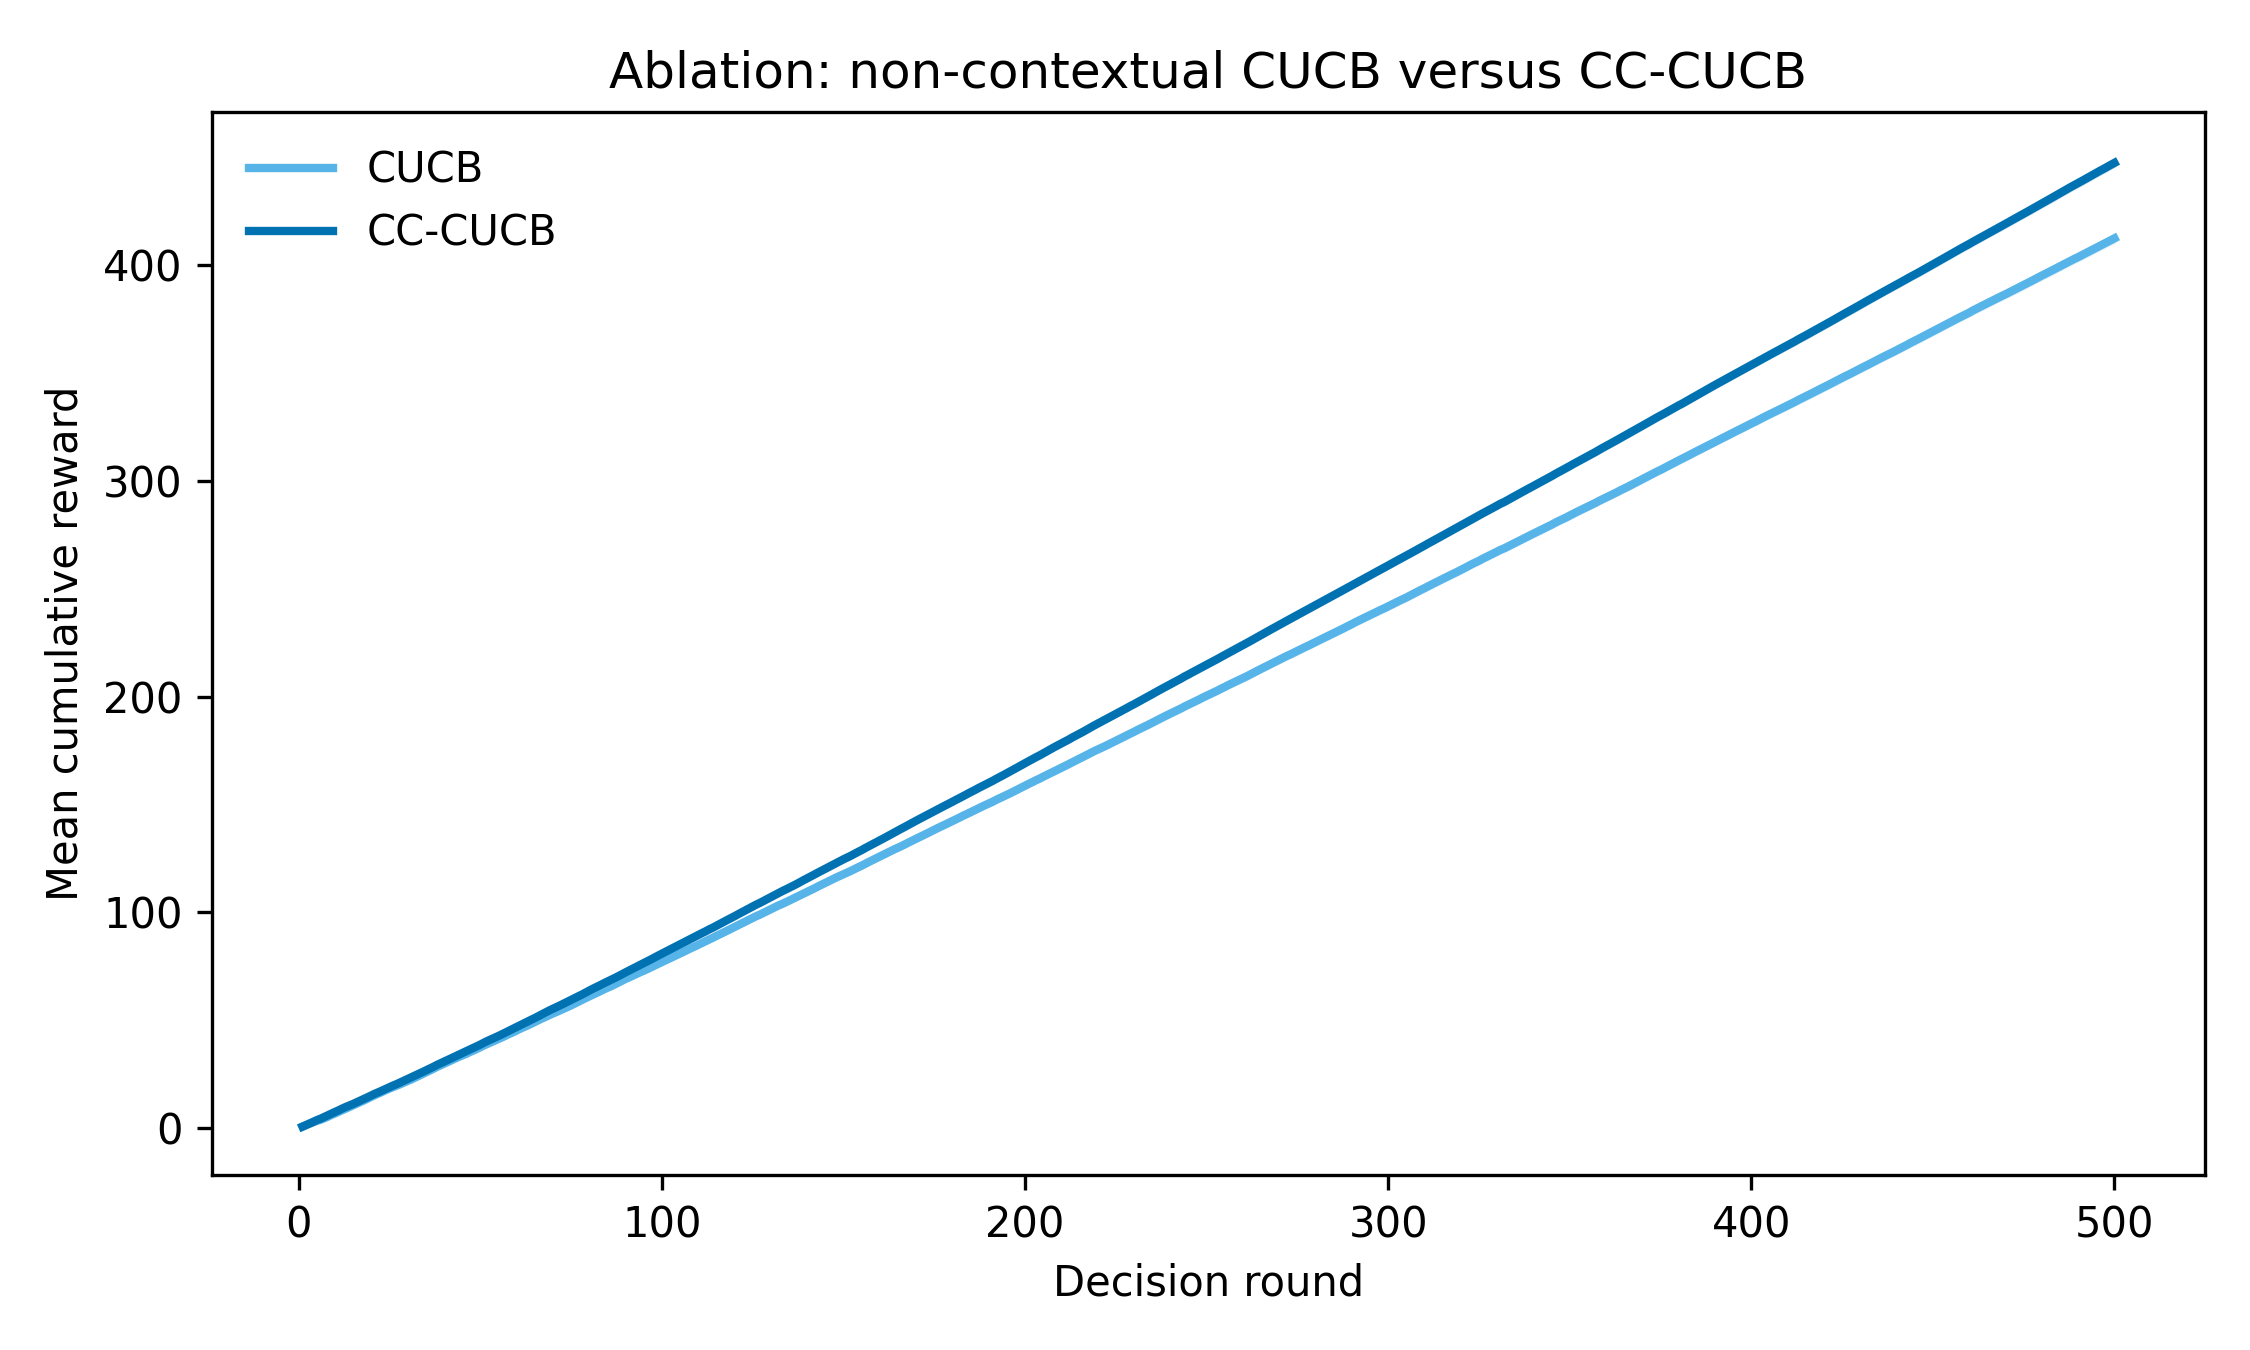 Ablation: non-contextual CUCB versus CC-CUCB
CUCB
CC-CUCB
400
300
200
100
0
Mean cumulative reward
0 100 200 300 400 500
Decision round